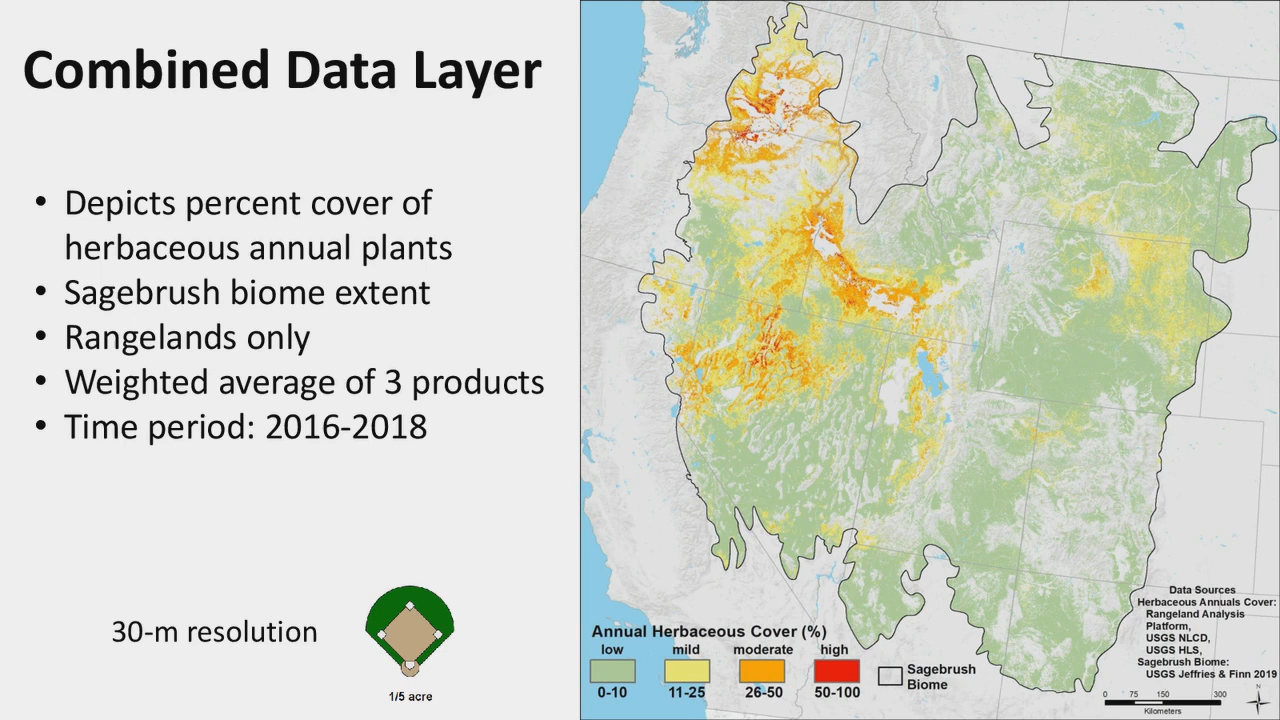 Combined Data Layer
• Depicts percent cover of
herbaceous annual plants
• Sagebrush biome extent
• Rangelands only
• Weighted average of 3 products
• Time period: 2016-2018
30-m resolution
1/5 acre
Annual Herbaceous Cover (%)
low mild moderate high
0-10 11-25 26-50 50-100
Sagebrush
Biome
Data Sources
Herbaceous Annuals Cover:
Rangeland Analysis
Platform,
USGS NLCD,
USGS HLS,
Sagebrush Biome:
USGS Jeffries & Finn 2019
0 75 150 300
Kilometers
N